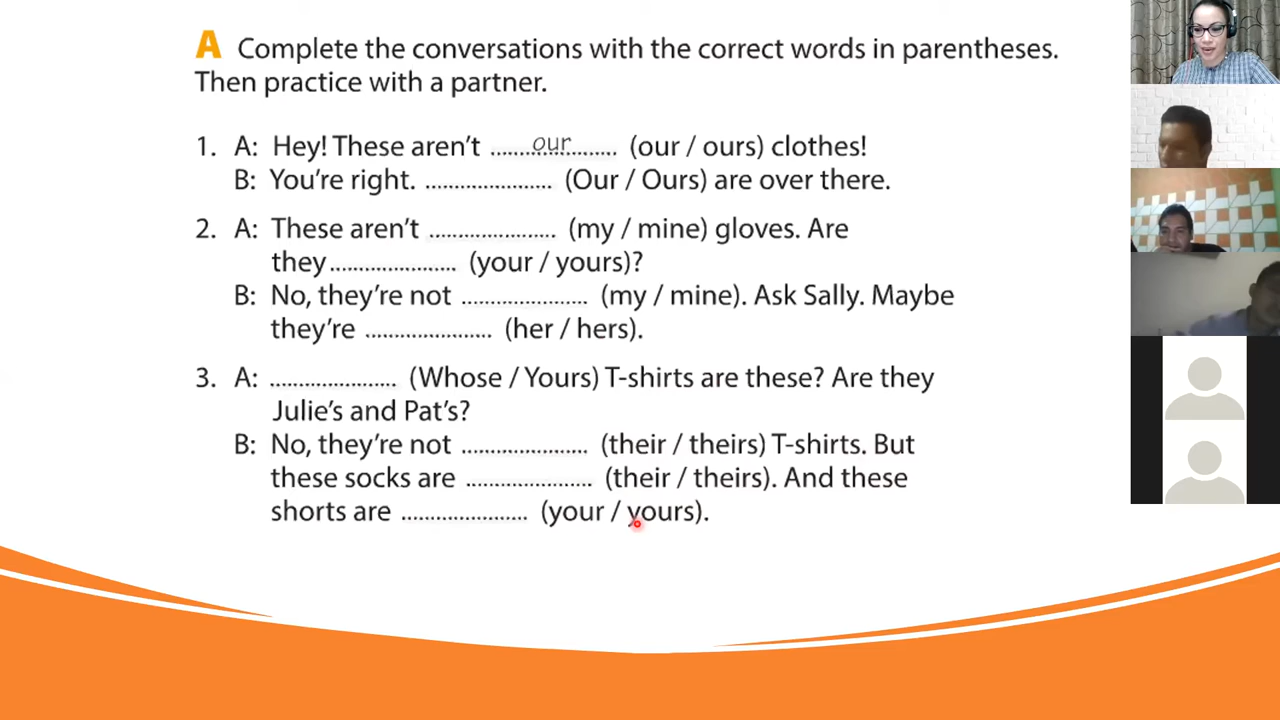 A Complete the conversations with the correct words in parentheses.
Then practice with a partner.
1. A: Hey! These aren't .....our..... (our / ours) clothes!
B: You're right. ...................... (Our / Ours) are over there.
2. A: These aren't ...................... (my / mine) gloves. Are
they...................... (your / yours)?
B: No, they're not ...................... (my / mine). Ask Sally. Maybe
they're ...................... (her / hers).
3. A: ...................... (Whose / Yours) T-shirts are these? Are they
Julie's and Pat's?
B: No, they're not ...................... (their / theirs) T-shirts. But
these socks are ...................... (their / theirs). And these
shorts are ...................... (your / yours).